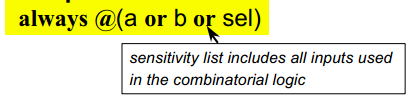 always @(a or b or sel)
sensitivity list includes all inputs used
in the combinatorial logic